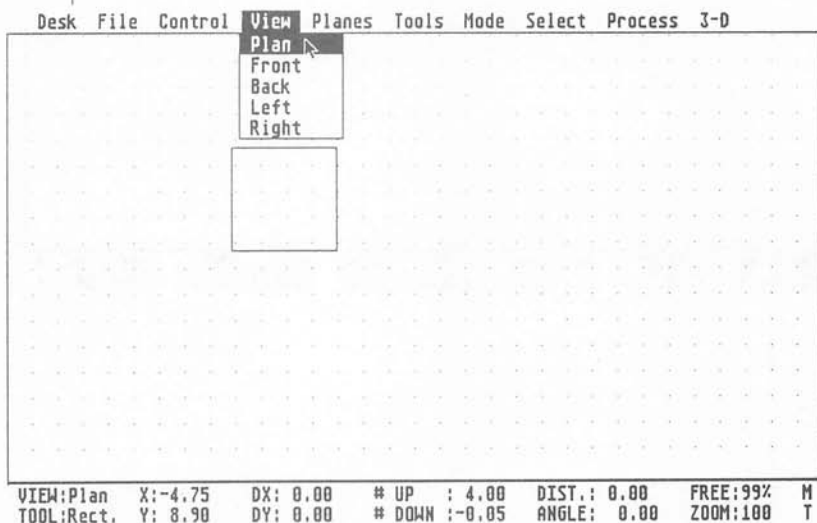 Desk File Control View Planes Tools Mode Select Process 3-D
Plan
Front
Back
Left
Right
VIEW:Plan X:-4.75 DX: 0.00 # UP : 4.00 DIST.: 0.00 FREE:99% M
TOOL:Rect. Y: 8.90 DY: 0.00 # DOWN :-0.05 ANGLE: 0.00 ZOOM:100 T